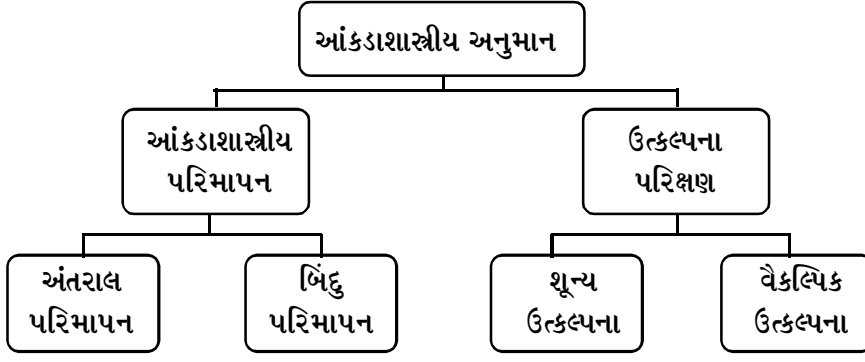 આંકડાશાસ્ત્રીય અનુમાન
આંકડાશાસ્ત્રીય
પરિમાપન
ઉત્કલ્પના
પરિક્ષણ
અંતરાલ
પરિમાપન
બિંદુ
પરિમાપન
શૂન્ય
ઉત્કલ્પના
વૈકલ્પિક
ઉત્કલ્પના